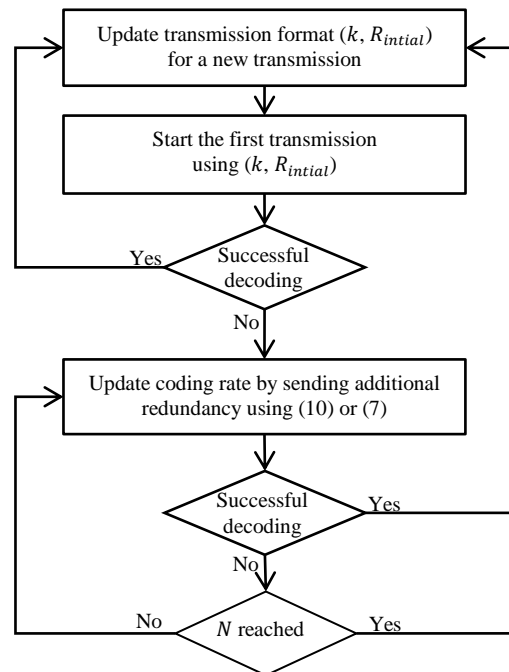 Update transmission format (k, R_intial)
for a new transmission
Start the first transmission
using (k, R_intial)
Yes
Successful
decoding
No
Update coding rate by sending additional
redundancy using (10) or (7)
Successful
decoding
Yes
No
No
N reached
Yes